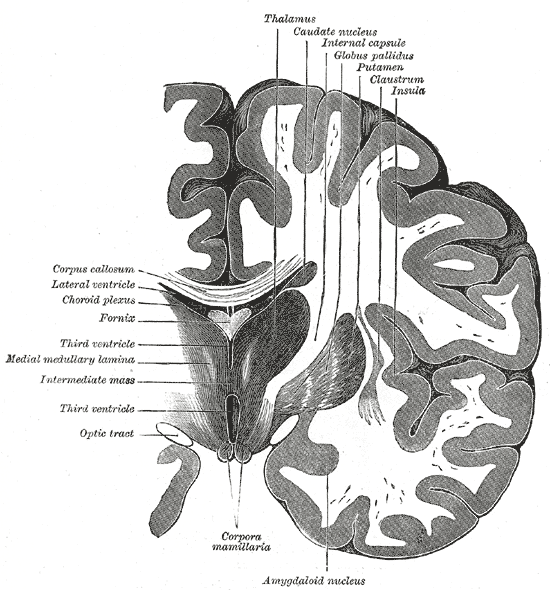 Thalamus
Caudate nucleus
Internal capsule
Globus pallidus
Putamen
Claustrum
Insula
Corpus callosum
Lateral ventricle
Choroid plexus
Fornix
Third ventricle
Medial medullary lamina
Intermediate mass
Third ventricle
Optic tract
Corpora
mamillaria
Amygdaloid nucleus